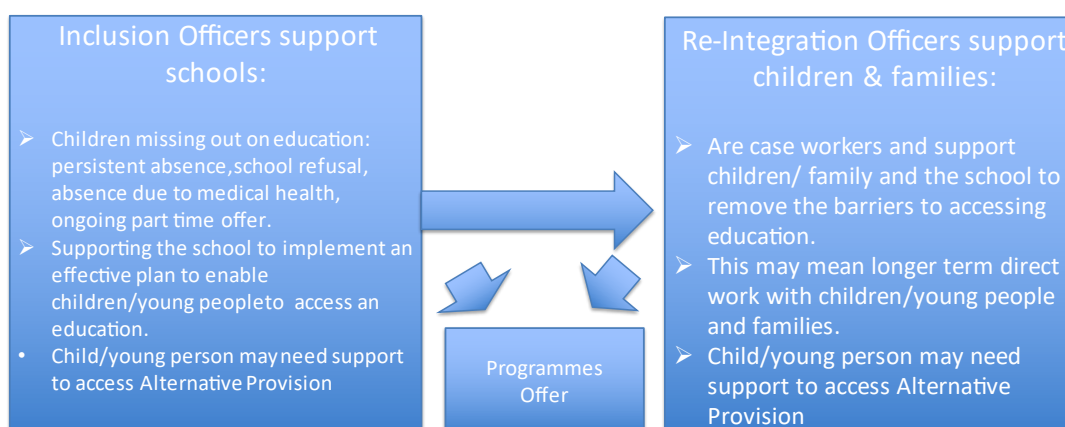 Inclusion Officers support
schools:
➢ Children missing out on education:
persistent absence,school refusal,
absence due to medical health,
ongoing part time offer.
➢ Supporting the school to implement an
effective plan to enable
children/young peopleto access an
education.
• Child/young person may need support
to access Alternative Provision
Programmes
Offer
Re-Integration Officers support
children & families:
➢ Are case workers and support
children/ family and the school to
remove the barriers to accessing
education.
➢ This may mean longer term direct
work with children/young people
and families.
➢ Child/young person may need
support to access Alternative
Provision